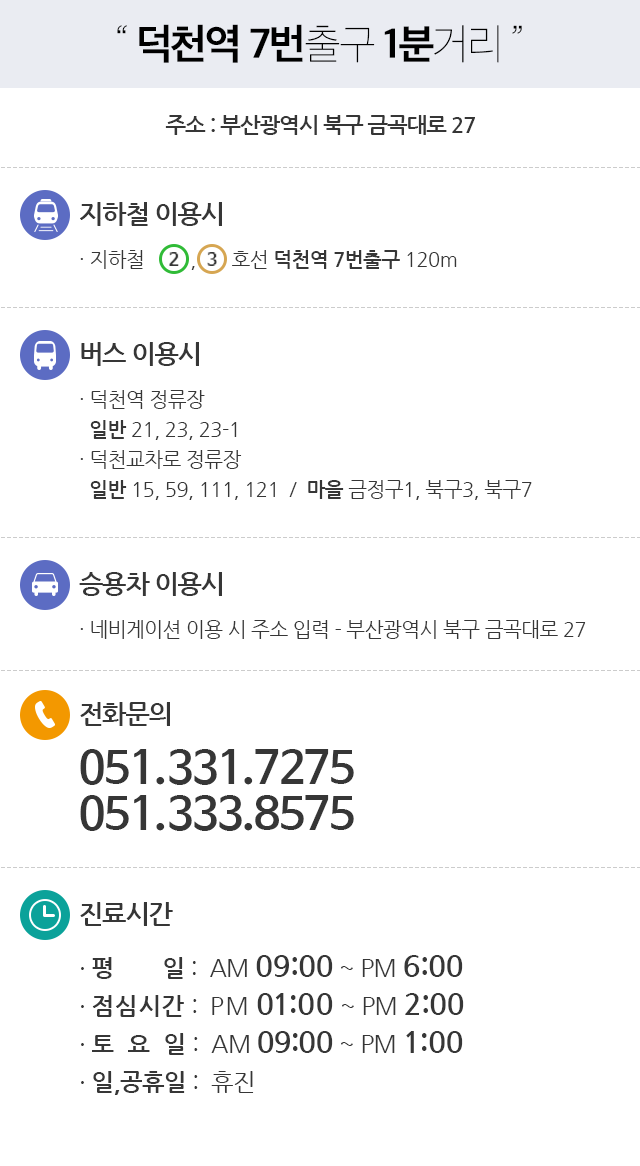 “ 덕천역 7번출구 1분거리 ”
주소 : 부산광역시 북구 금곡대로 27
지하철 이용시
· 지하철 2, 3 호선 덕천역 7번출구 120m
버스 이용시
· 덕천역 정류장
일반 21, 23, 23-1
· 덕천교차로 정류장
일반 15, 59, 111, 121 / 마을 금정구1, 북구3, 북구7
승용차 이용시
· 네비게이션 이용 시 주소 입력 - 부산광역시 북구 금곡대로 27
전화문의
051.331.7275
051.333.8575
진료시간
· 평 일 : AM 09:00 ~ PM 6:00
· 점심시간 : PM 01:00 ~ PM 2:00
· 토 요 일 : AM 09:00 ~ PM 1:00
· 일,공휴일 : 휴진